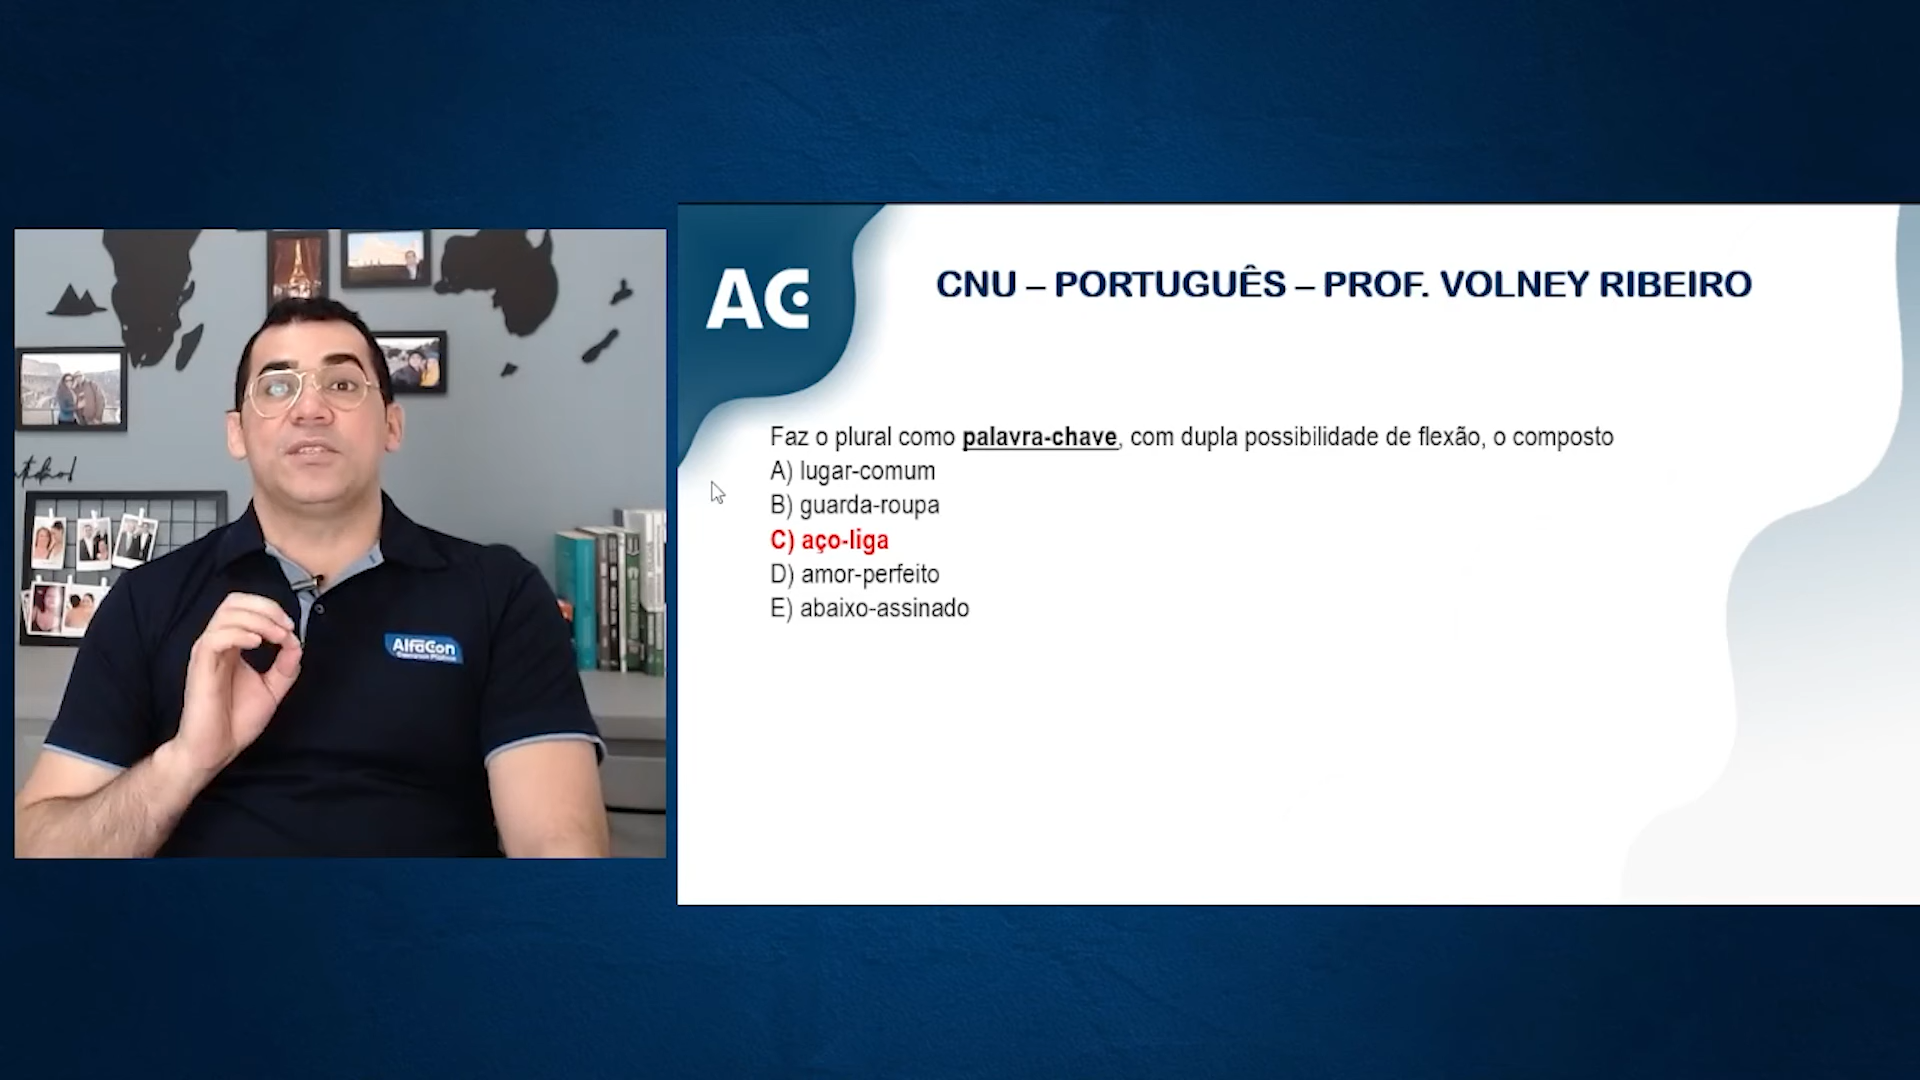 AC
CNU – PORTUGUÊS – PROF. VOLNEY RIBEIRO
Faz o plural como palavra-chave, com dupla possibilidade de flexão, o composto
A) lugar-comum
B) guarda-roupa
C) aço-liga
D) amor-perfeito
E) abaixo-assinado
AlfaCon